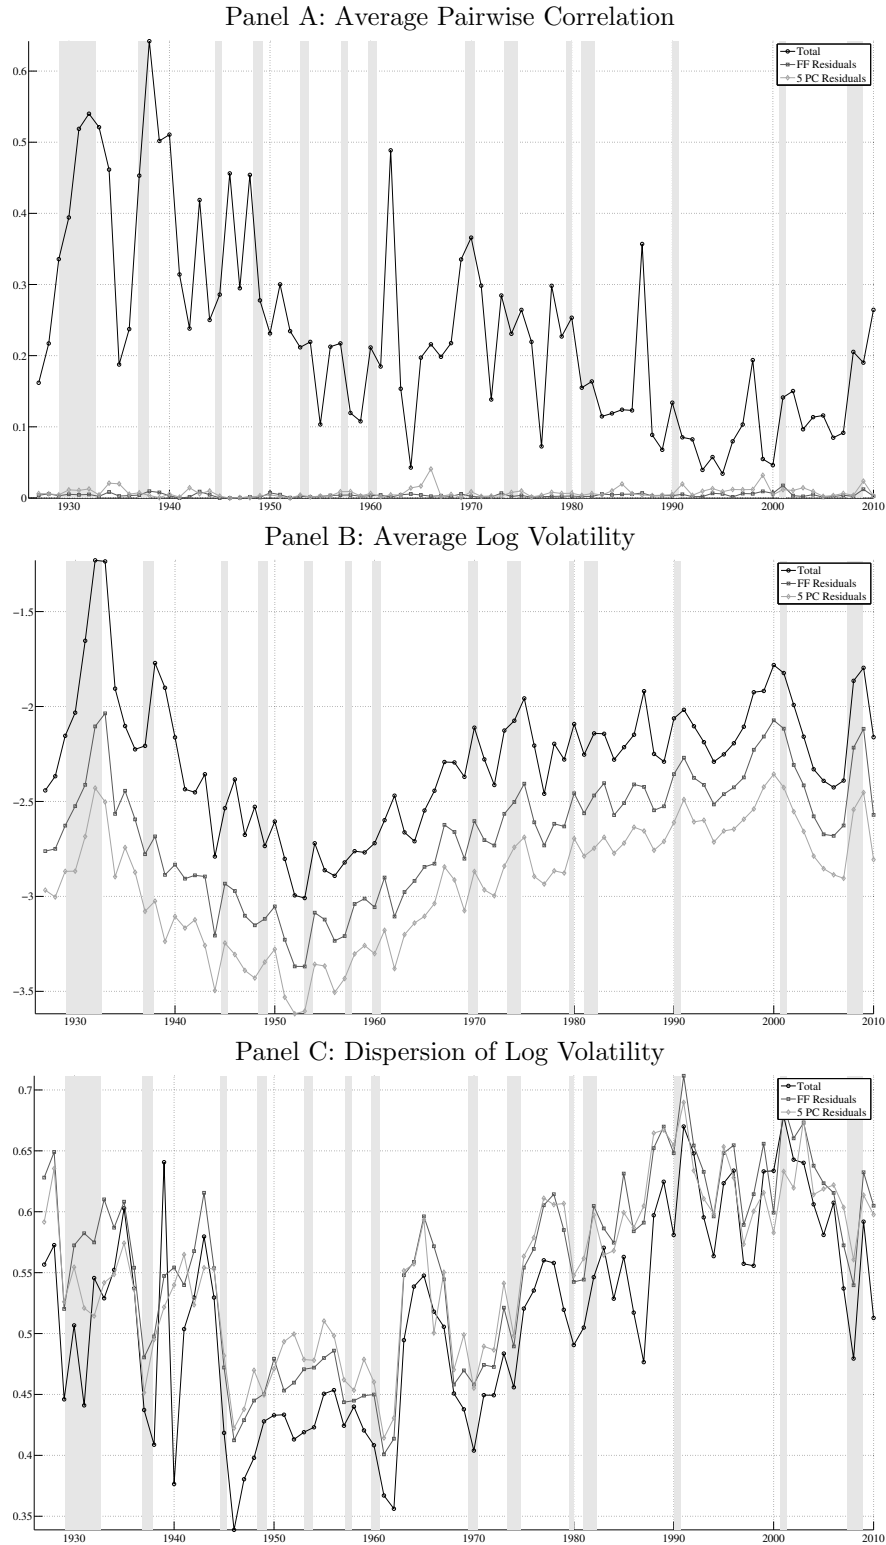 Panel A: Average Pairwise Correlation
Total
FF Residuals
5 PC Residuals
0.6
0.5
0.4
0.3
0.2
0.1
0
1930 1940 1950 1960 1970 1980 1990 2000 2010
Panel B: Average Log Volatility
Total
FF Residuals
5 PC Residuals
−1.5
−2
−2.5
−3
−3.5
1930 1940 1950 1960 1970 1980 1990 2000 2010
Panel C: Dispersion of Log Volatility
Total
FF Residuals
5 PC Residuals
0.7
0.65
0.6
0.55
0.5
0.45
0.4
0.35
1930 1940 1950 1960 1970 1980 1990 2000 2010